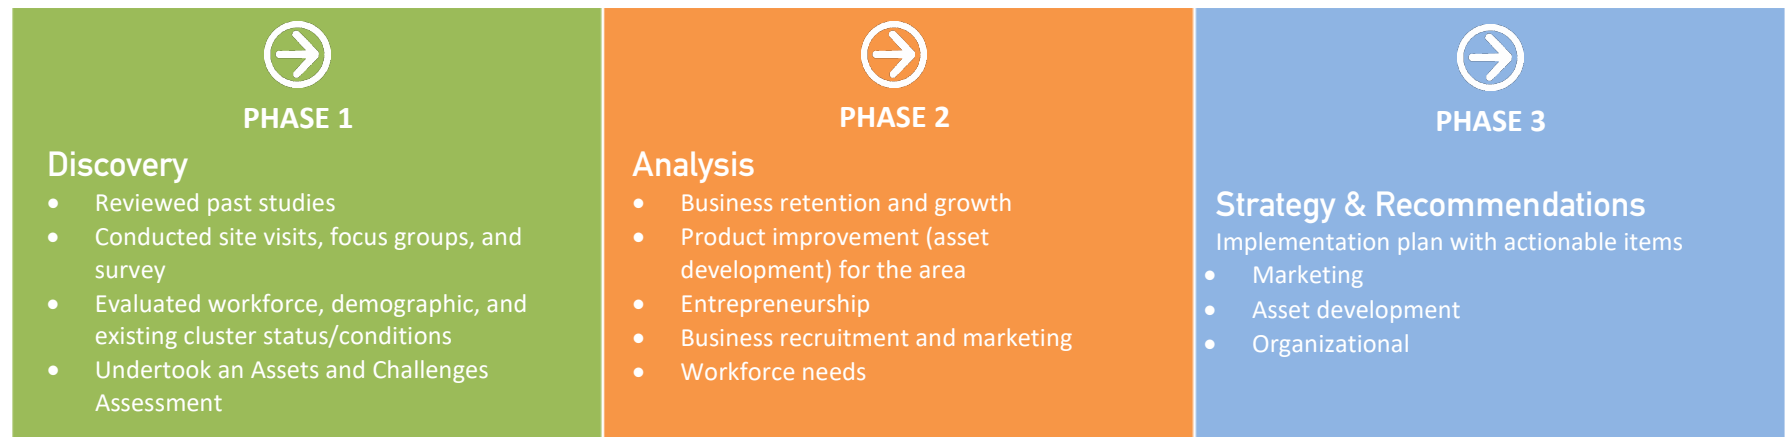 PHASE 1
Discovery
• Reviewed past studies
• Conducted site visits, focus groups, and
survey
• Evaluated workforce, demographic, and
existing cluster status/conditions
• Undertook an Assets and Challenges
Assessment
PHASE 2
Analysis
• Business retention and growth
• Product improvement (asset
development) for the area
• Entrepreneurship
• Business recruitment and marketing
• Workforce needs
PHASE 3
Strategy & Recommendations
Implementation plan with actionable items
• Marketing
• Asset development
• Organizational